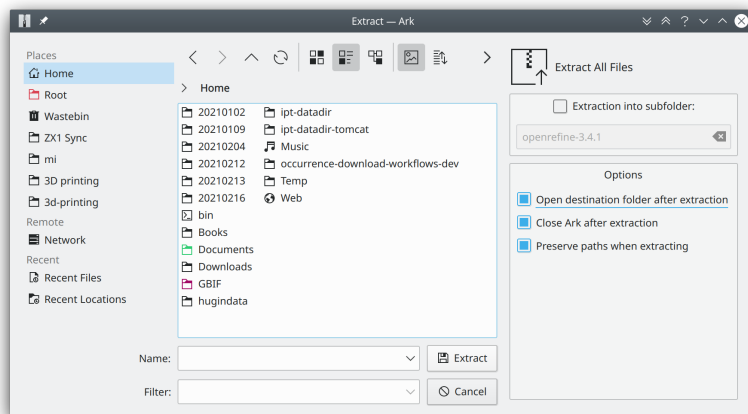 Extract — Ark
Places
Home
Root
Wastebin
ZX1 Sync
mi
3D printing
3d-printing
Remote
Network
Recent
Recent Files
Recent Locations
Home
20210102
20210109
20210204
20210212
20210213
20210216
bin
Books
Documents
Downloads
GBIF
hugindata
ipt-datadir
ipt-datadir-tomcat
Music
occurrence-download-workflows-dev
Temp
Web
Name:
Extract
Filter:
Cancel
Extract All Files
Extraction into subfolder:
openrefine-3.4.1
Options
Open destination folder after extraction
Close Ark after extraction
Preserve paths when extracting